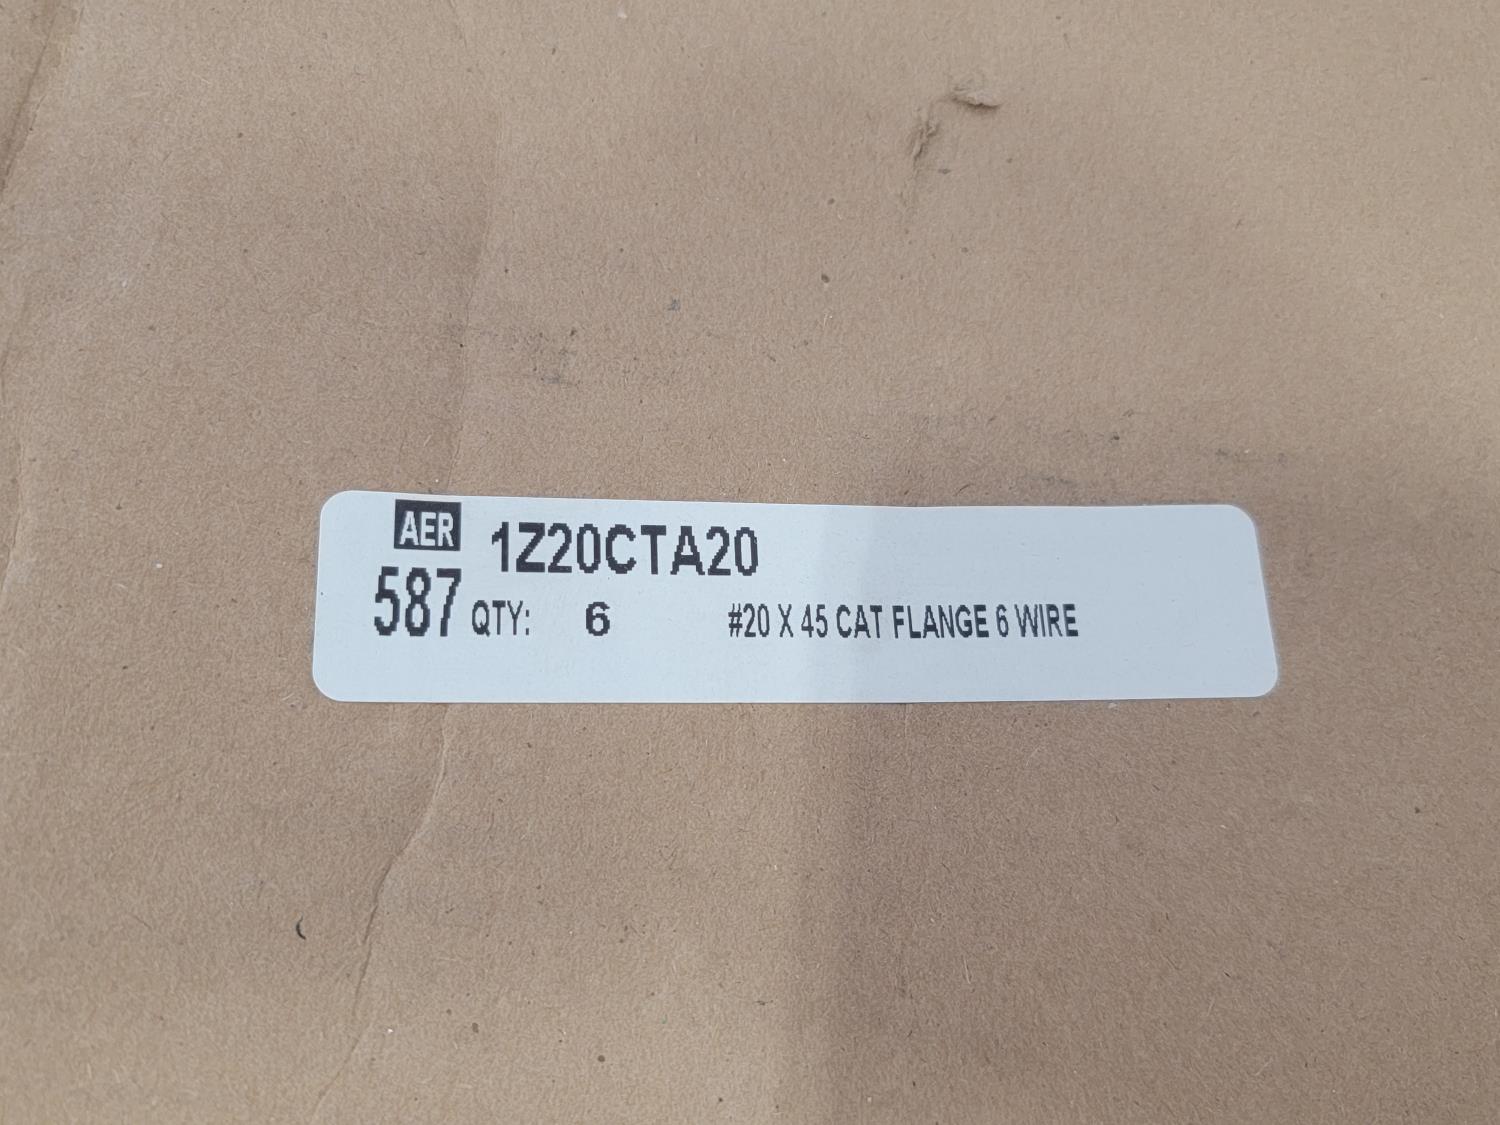 AER 1Z20CTA20
587 QTY: 6 #20 X 45 CAT FLANGE 6 WIRE